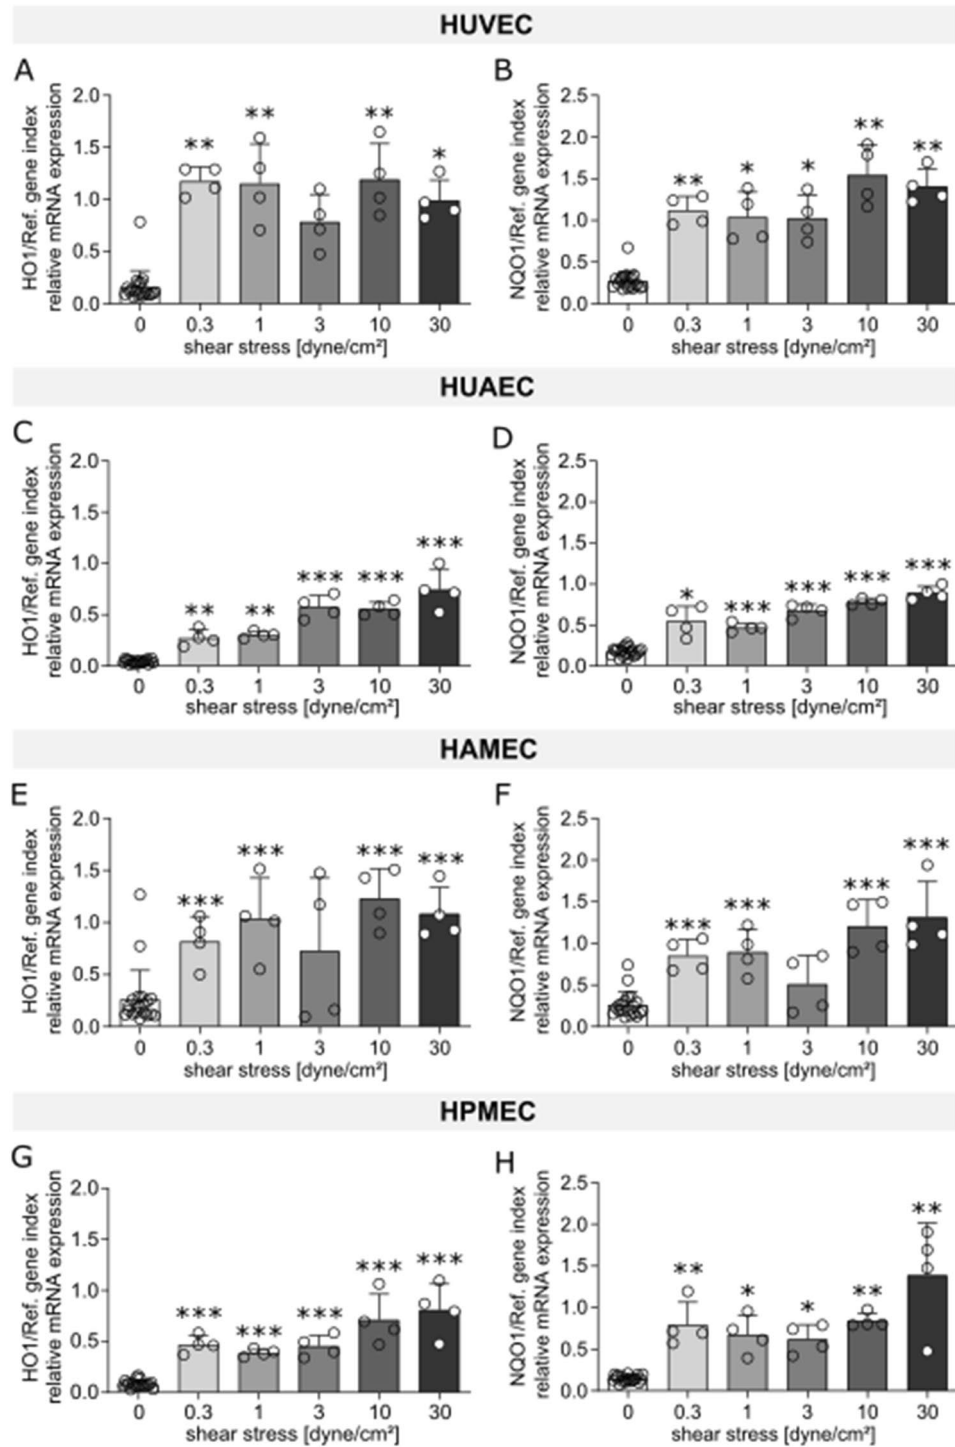 HUVEC
A
HO1/Ref. gene index
relative mRNA expression
2.0
1.5
1.0
0.5
0.0
** ** ** *
0 0.3 1 3 10 30
shear stress [dyne/cm²]
B
NQO1/Ref. gene index
relative mRNA expression
2.5
2.0
1.5
1.0
0.5
0.0
** * * ** **
0 0.3 1 3 10 30
shear stress [dyne/cm²]
HUAEC
C
HO1/Ref. gene index
relative mRNA expression
2.0
1.5
1.0
0.5
0.0
** ** *** *** ***
0 0.3 1 3 10 30
shear stress [dyne/cm²]
D
NQO1/Ref. gene index
relative mRNA expression
2.5
2.0
1.5
1.0
0.5
0.0
* *** *** *** ***
0 0.3 1 3 10 30
shear stress [dyne/cm²]
HAMEC
E
HO1/Ref. gene index
relative mRNA expression
2.0
1.5
1.0
0.5
0.0
*** *** *** ***
0 0.3 1 3 10 30
shear stress [dyne/cm²]
F
NQO1/Ref. gene index
relative mRNA expression
2.5
2.0
1.5
1.0
0.5
0.0
*** *** *** ***
0 0.3 1 3 10 30
shear stress [dyne/cm²]
HPMEC
G
HO1/Ref. gene index
relative mRNA expression
2.0
1.5
1.0
0.5
0.0
*** *** *** *** ***
0 0.3 1 3 10 30
shear stress [dyne/cm²]
H
NQO1/Ref. gene index
relative mRNA expression
2.5
2.0
1.5
1.0
0.5
0.0
** * * ** **
0 0.3 1 3 10 30
shear stress [dyne/cm²]